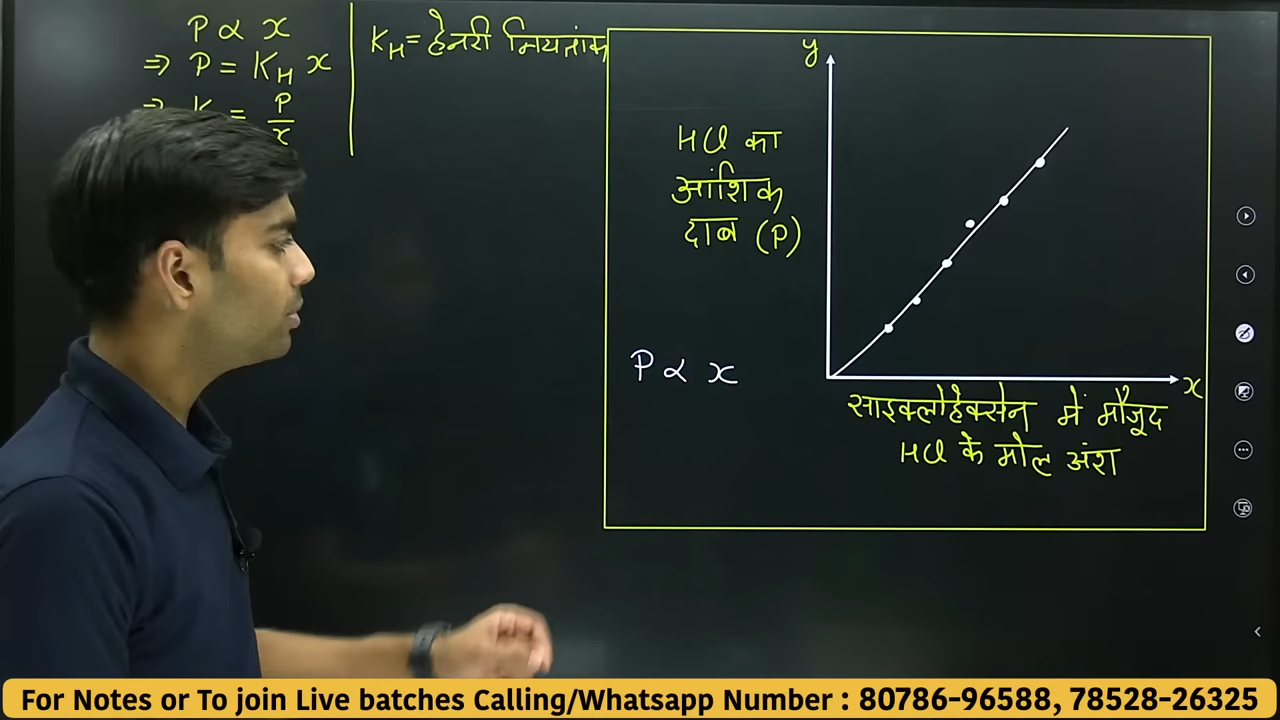 P ∝ x
⇒ P = K_H x
⇒ K = P/x
K_H = हेनरी नियतांक
y
HCl का
आंशिक
दाब (P)
P ∝ x
x
साइक्लोहेक्सेन में मौजूद
HCl के मोल अंश
For Notes or To join Live batches Calling/Whatsapp Number : 80786-96588, 78528-26325